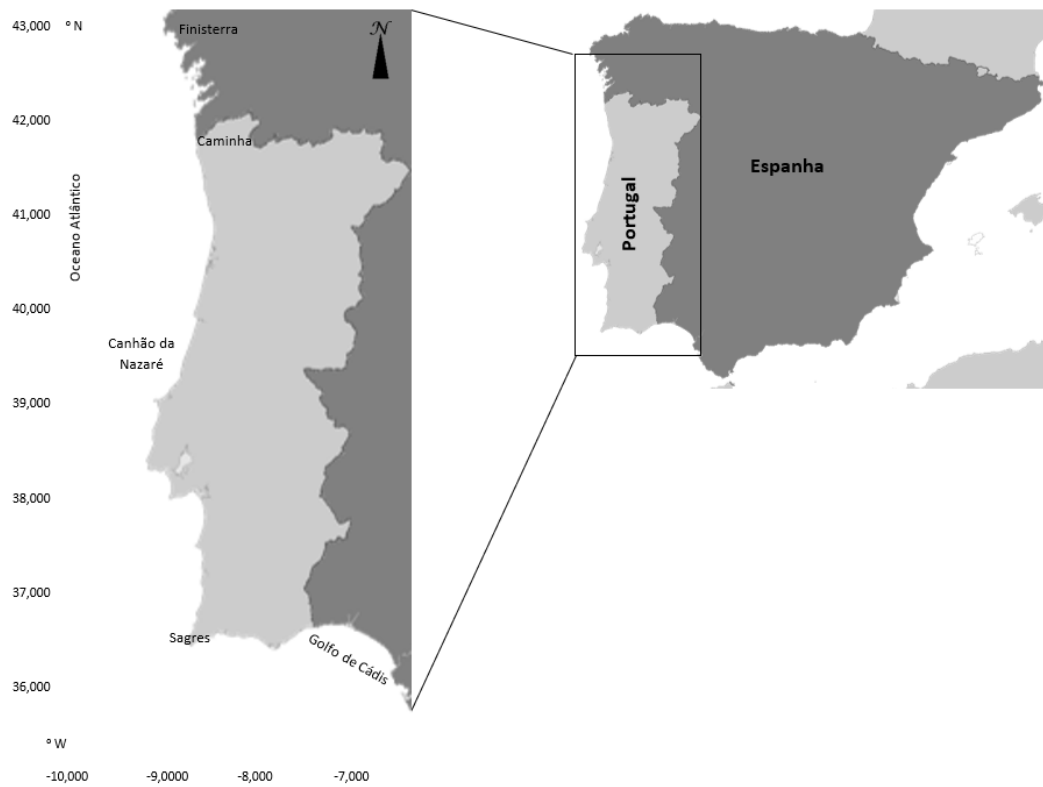 43,000 º N
Finisterra
N
42,000
Caminha
Espanha
Portugal
Oceano Atlântico
41,000
40,000
Canhão da
Nazaré
39,000
38,000
37,000
Sagres
Golfo de Cádis
36,000
º W
-10,000 -9,0000 -8,000 -7,000